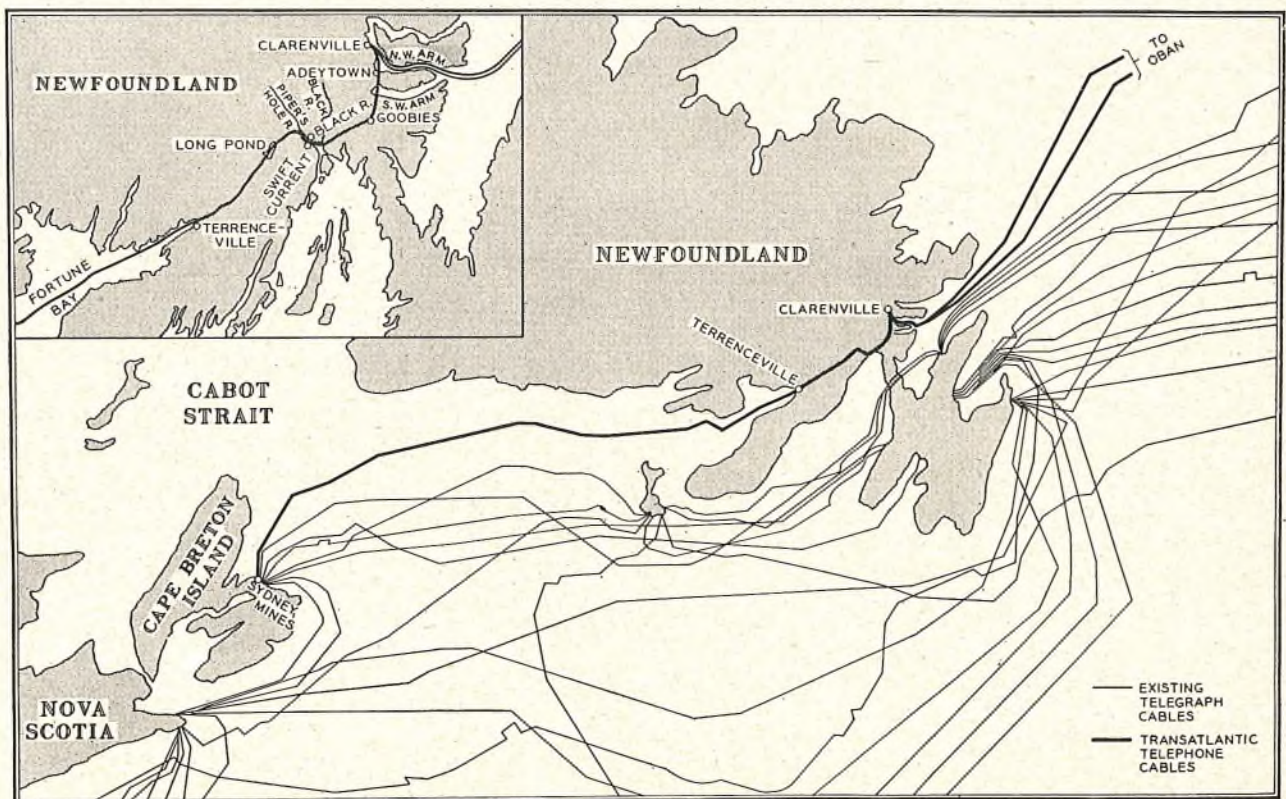 CLARENVILLE
N.W. ARM
NEWFOUNDLAND
ADEYTOWN
BLACK R.
PIPER'S
HOLE R.
BLACK R.
S.W. ARM
GOOBIES
LONG POND
SWIFT
CURRENT
TERRENCE-
VILLE
FORTUNE
BAY
TO
OBAN
NEWFOUNDLAND
CLARENVILLE
TERRENCEVILLE
CABOT
STRAIT
CAPE BRETON
ISLAND
SYDNEY
MINES
NOVA
SCOTIA
EXISTING
TELEGRAPH
CABLES
TRANSATLANTIC
TELEPHONE
CABLES